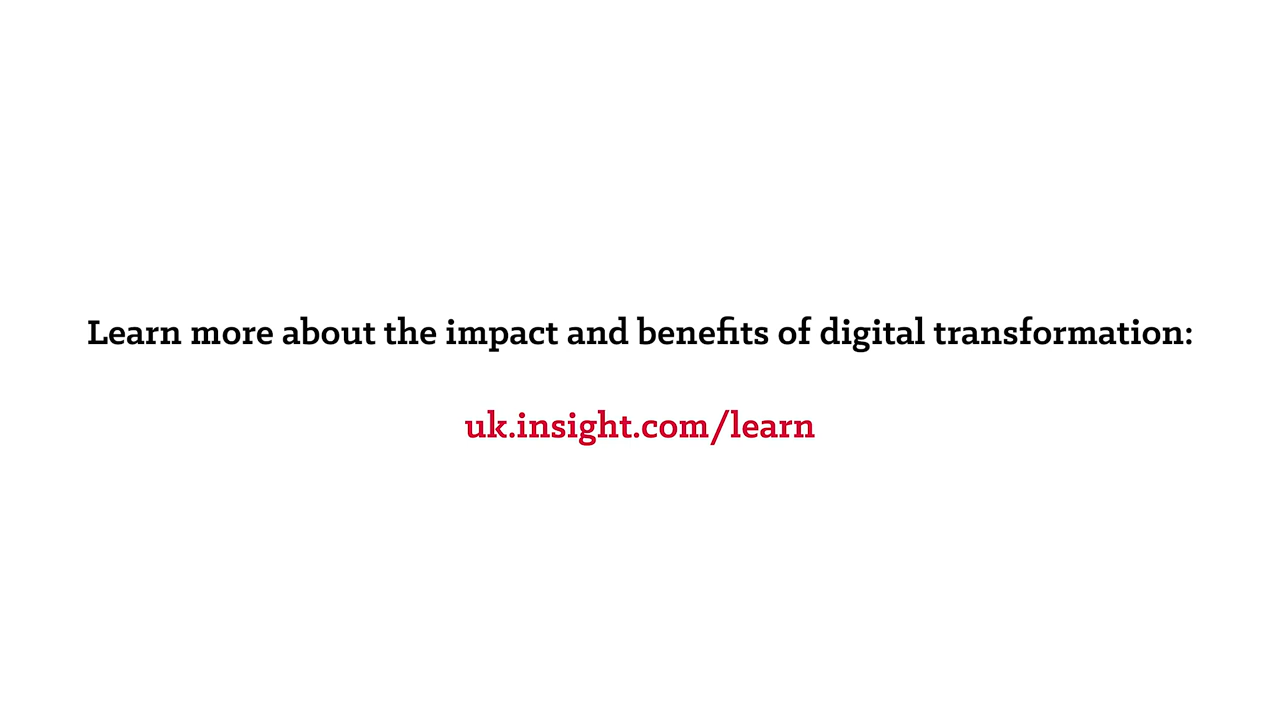 Learn more about the impact and benefits of digital transformation:
uk.insight.com/learn